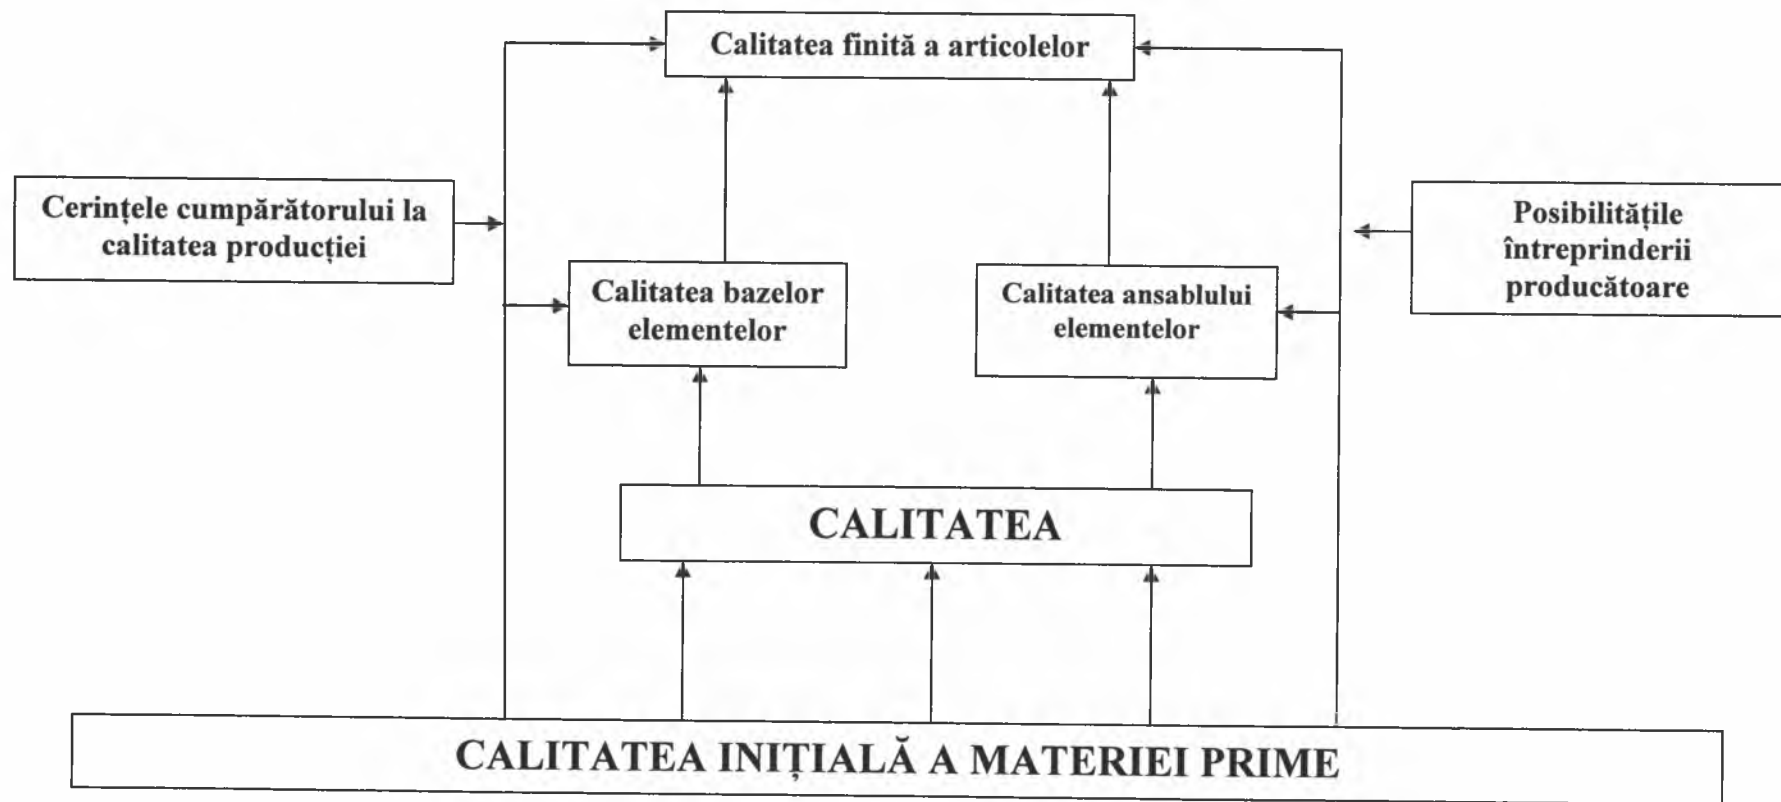 Calitatea finită a articolelor
Cerințele cumpărătorului la
calitatea producției
Posibilitățile
întreprinderii
producătoare
Calitatea bazelor
elementelor
Calitatea ansablului
elementelor
CALITATEA
CALITATEA INIȚIALĂ A MATERIEI PRIME